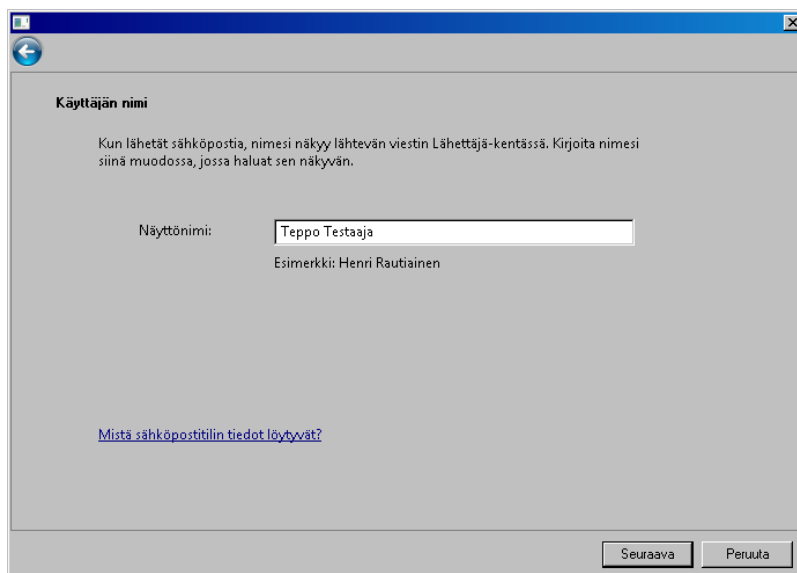 Käyttäjän nimi
Kun lähetät sähköpostia, nimesi näkyy lähtevän viestin Lähettäjä-kentässä. Kirjoita nimesi
siinä muodossa, jossa haluat sen näkyvän.
Näyttönimi: Teppo Testaaja
Esimerkki: Henri Rautiainen
Mistä sähköpostitilin tiedot löytyvät?
Seuraava Peruuta